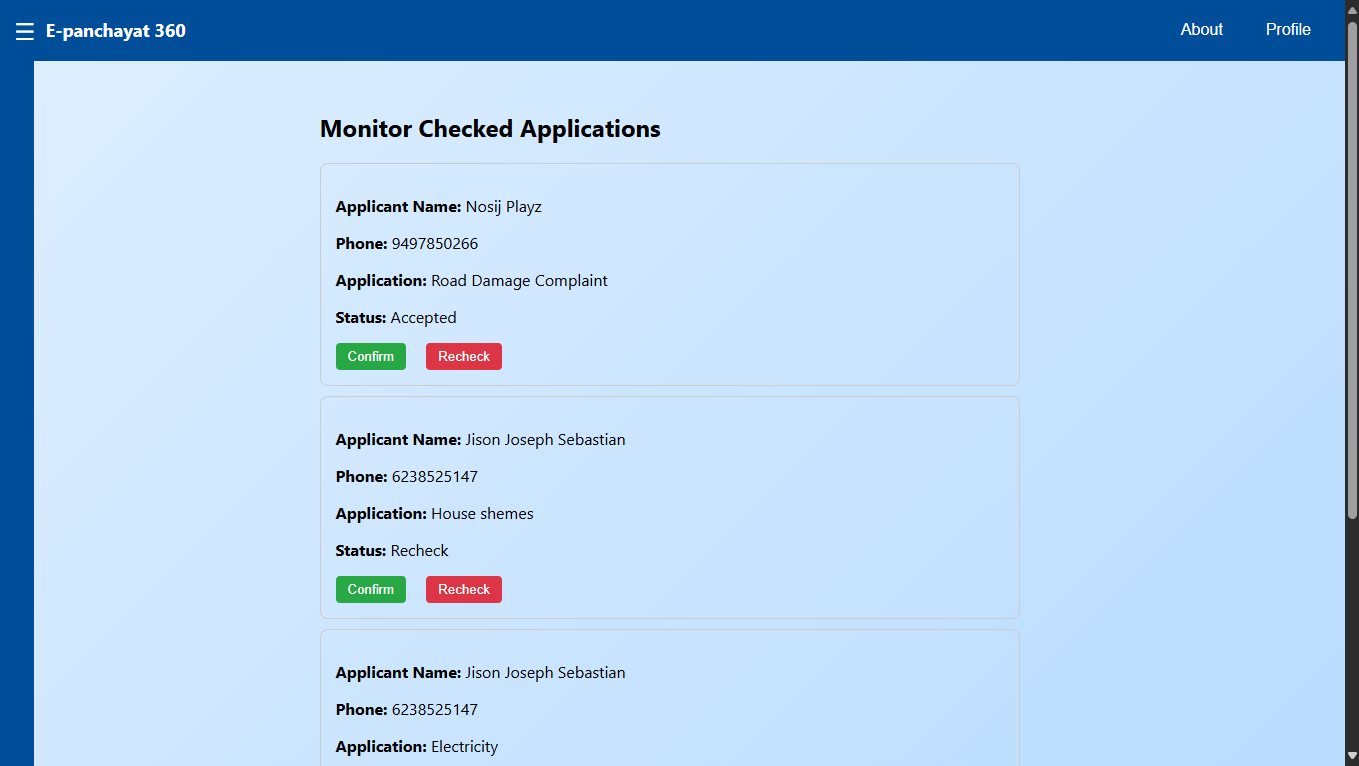 ☰ E-panchayat 360
About Profile
Monitor Checked Applications
Applicant Name: Nosij Playz
Phone: 9497850266
Application: Road Damage Complaint
Status: Accepted
Confirm Recheck
Applicant Name: Jison Joseph Sebastian
Phone: 6238525147
Application: House shemes
Status: Recheck
Confirm Recheck
Applicant Name: Jison Joseph Sebastian
Phone: 6238525147
Application: Electricity